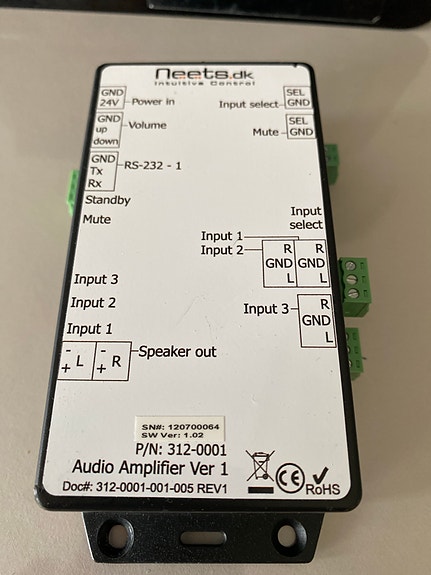 neets.dk
Intuitive Control
GND
24V
Power in
SEL
GND
Input select
GND
up
down
Volume
SEL
GND
Mute
GND
Tx
Rx
RS-232 - 1
Standby
Mute
Input
select
Input 1
Input 2
R R
GND GND
L L
Input 3
Input 2
Input 1
Input 3
R
GND
L
- L - R
+ +
Speaker out
SN#: 120700064
SW Ver: 1.02
P/N: 312-0001
Audio Amplifier Ver 1
Doc#: 312-0001-001-005 REV1
CE
RoHS